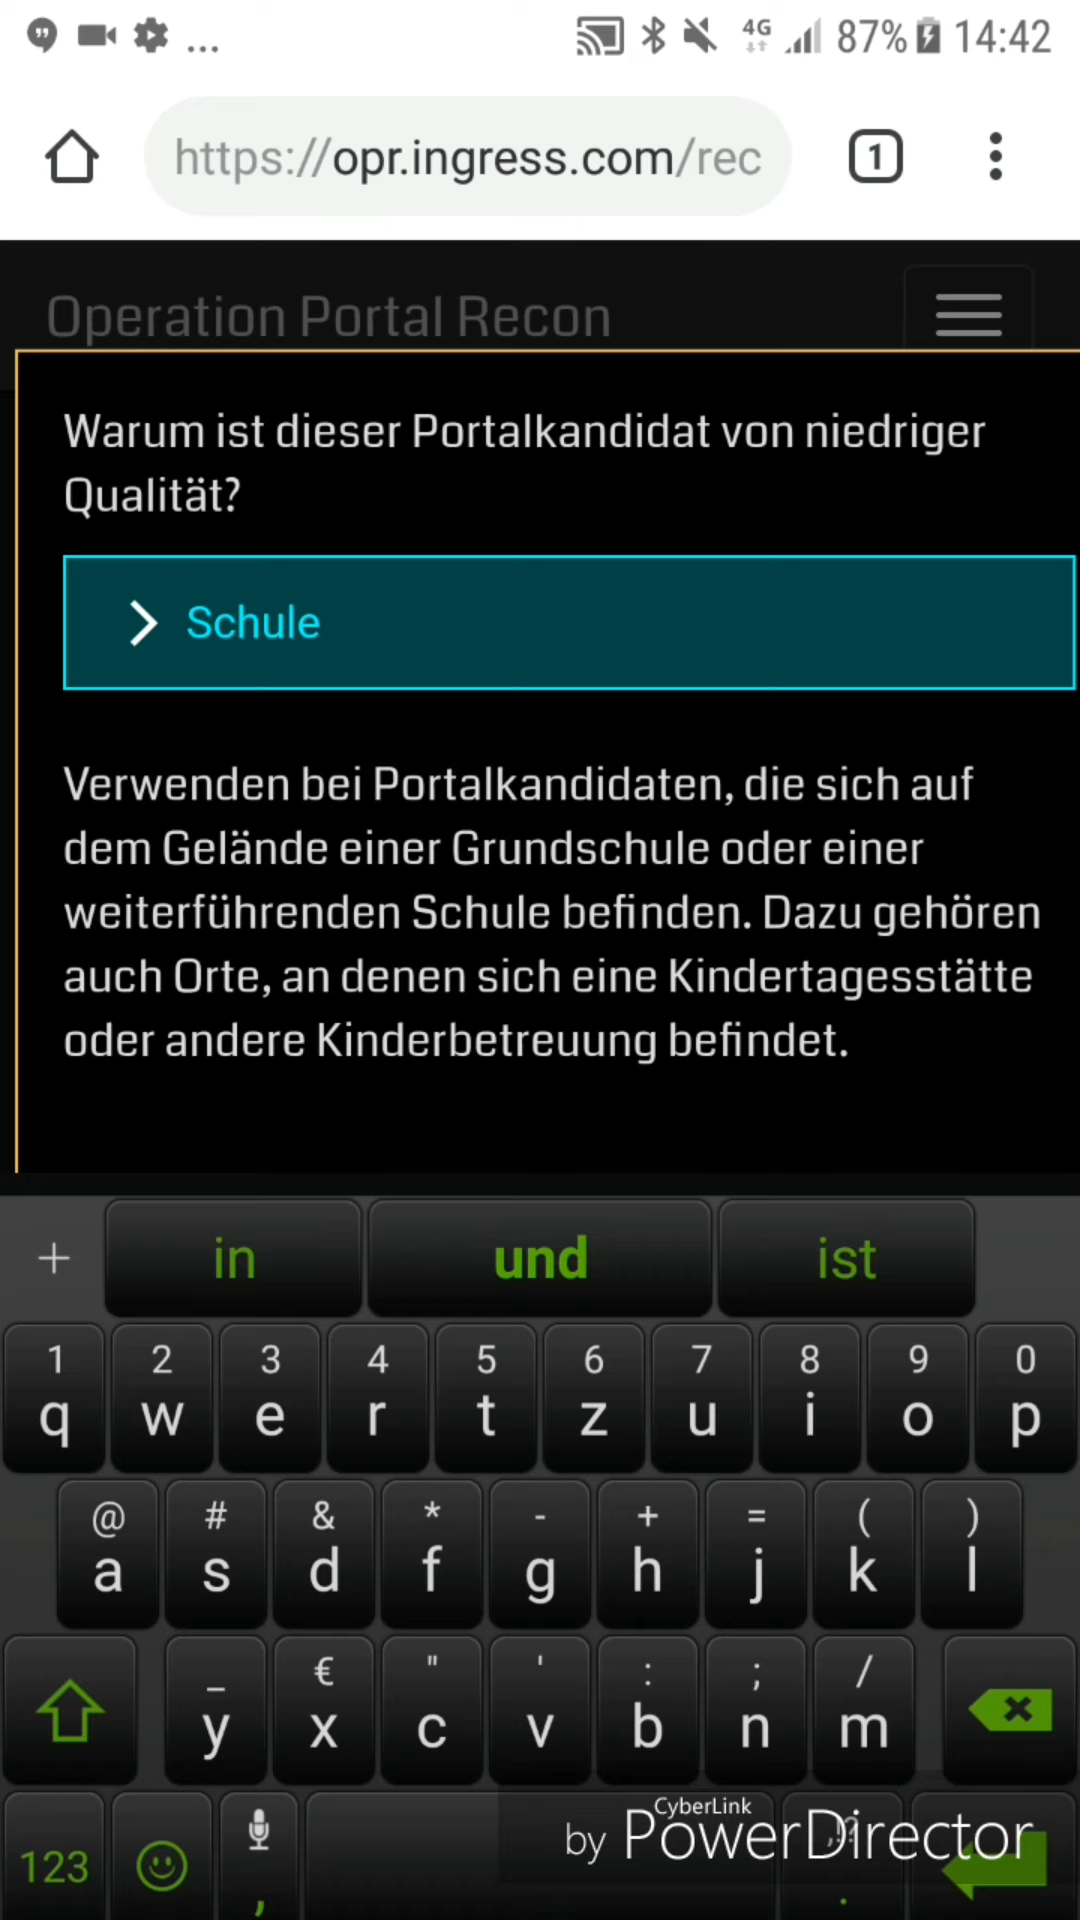 ... 4G 87% 14:42
https://opr.ingress.com/rec 1
Operation Portal Recon
Warum ist dieser Portalkandidat von niedriger
Qualität?
Schule
Verwenden bei Portalkandidaten, die sich auf
dem Gelände einer Grundschule oder einer
weiterführenden Schule befinden. Dazu gehören
auch Orte, an denen sich eine Kindertagesstätte
oder andere Kinderbetreuung befindet.
+ in und ist
1 2 3 4 5 6 7 8 9 0
q w e r t z u i o p
@ # & * - + = ( )
a s d f g h j k l
_ € " ' : ; /
y x c v b n m
123 , .
,!?
CyberLink
by PowerDirector